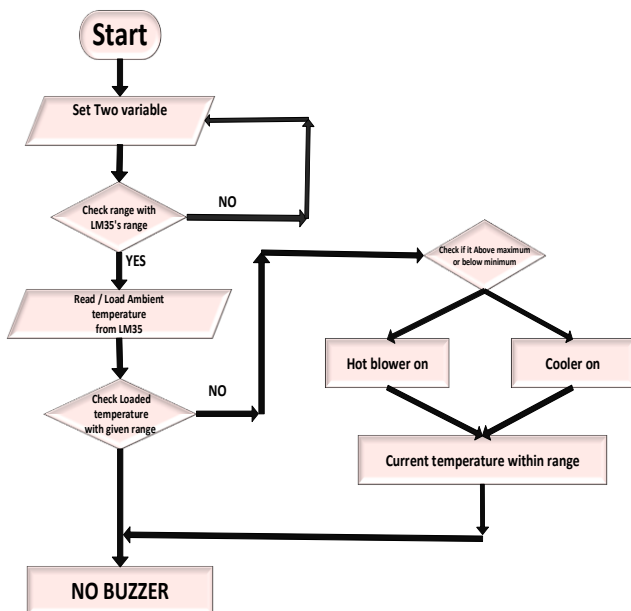 Start
Set Two variable
Check range with
LM35's range
NO
YES
Read / Load Ambient
temperature
from LM35
Check Loaded
temperature
with given range
NO
Check if it Above maximum
or below minimum
Hot blower on
Cooler on
Current temperature within range
NO BUZZER